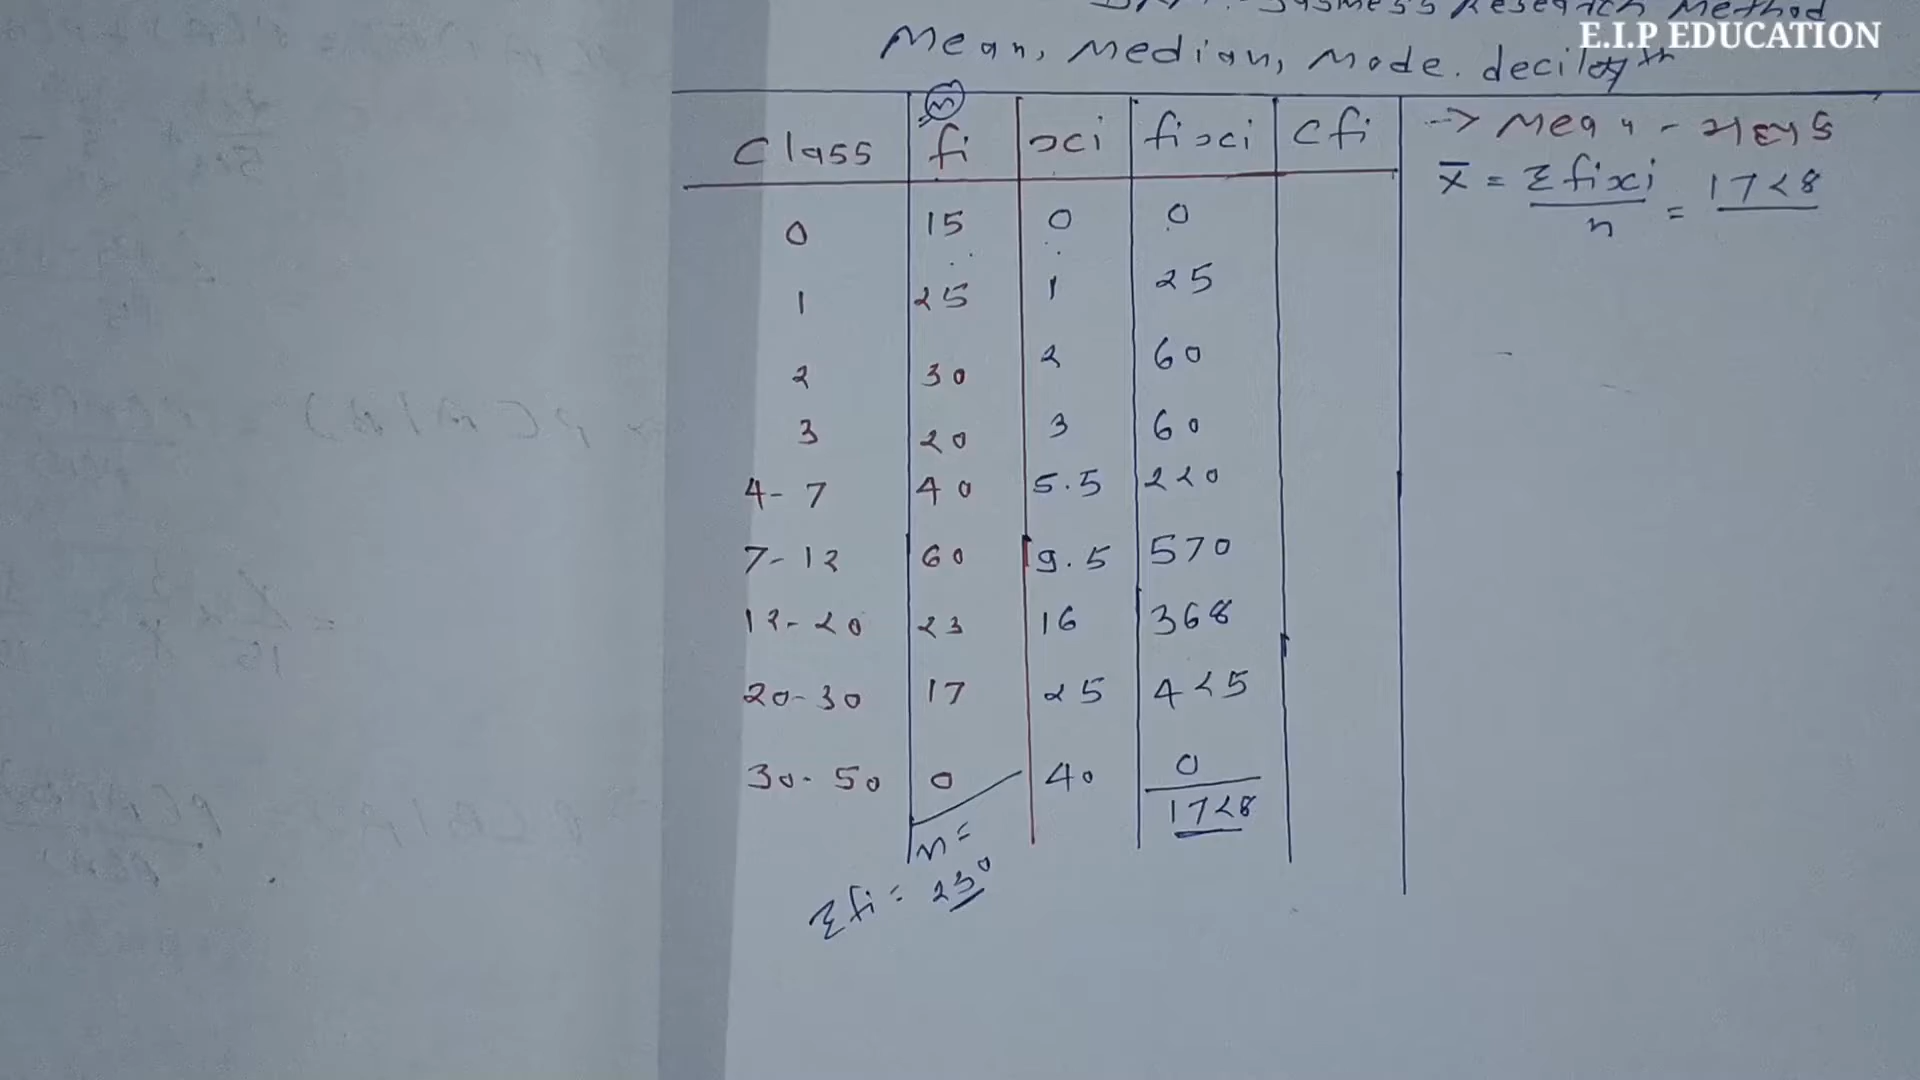 Business Research Method
E.I.P EDUCATION
Mean, Median, Mode. decile
Class fi xi fixi cfi
n
0 15 0 0
1 25 1 25
2 30 2 60
3 20 3 60
4-7 40 5.5 220
7-12 60 9.5 570
12-20 23 16 368
20-30 17 25 425
30-50 0 40 0
1728
n =
Σfi = 230
-> Mean -
x̄ = Σfixi / n = 1728